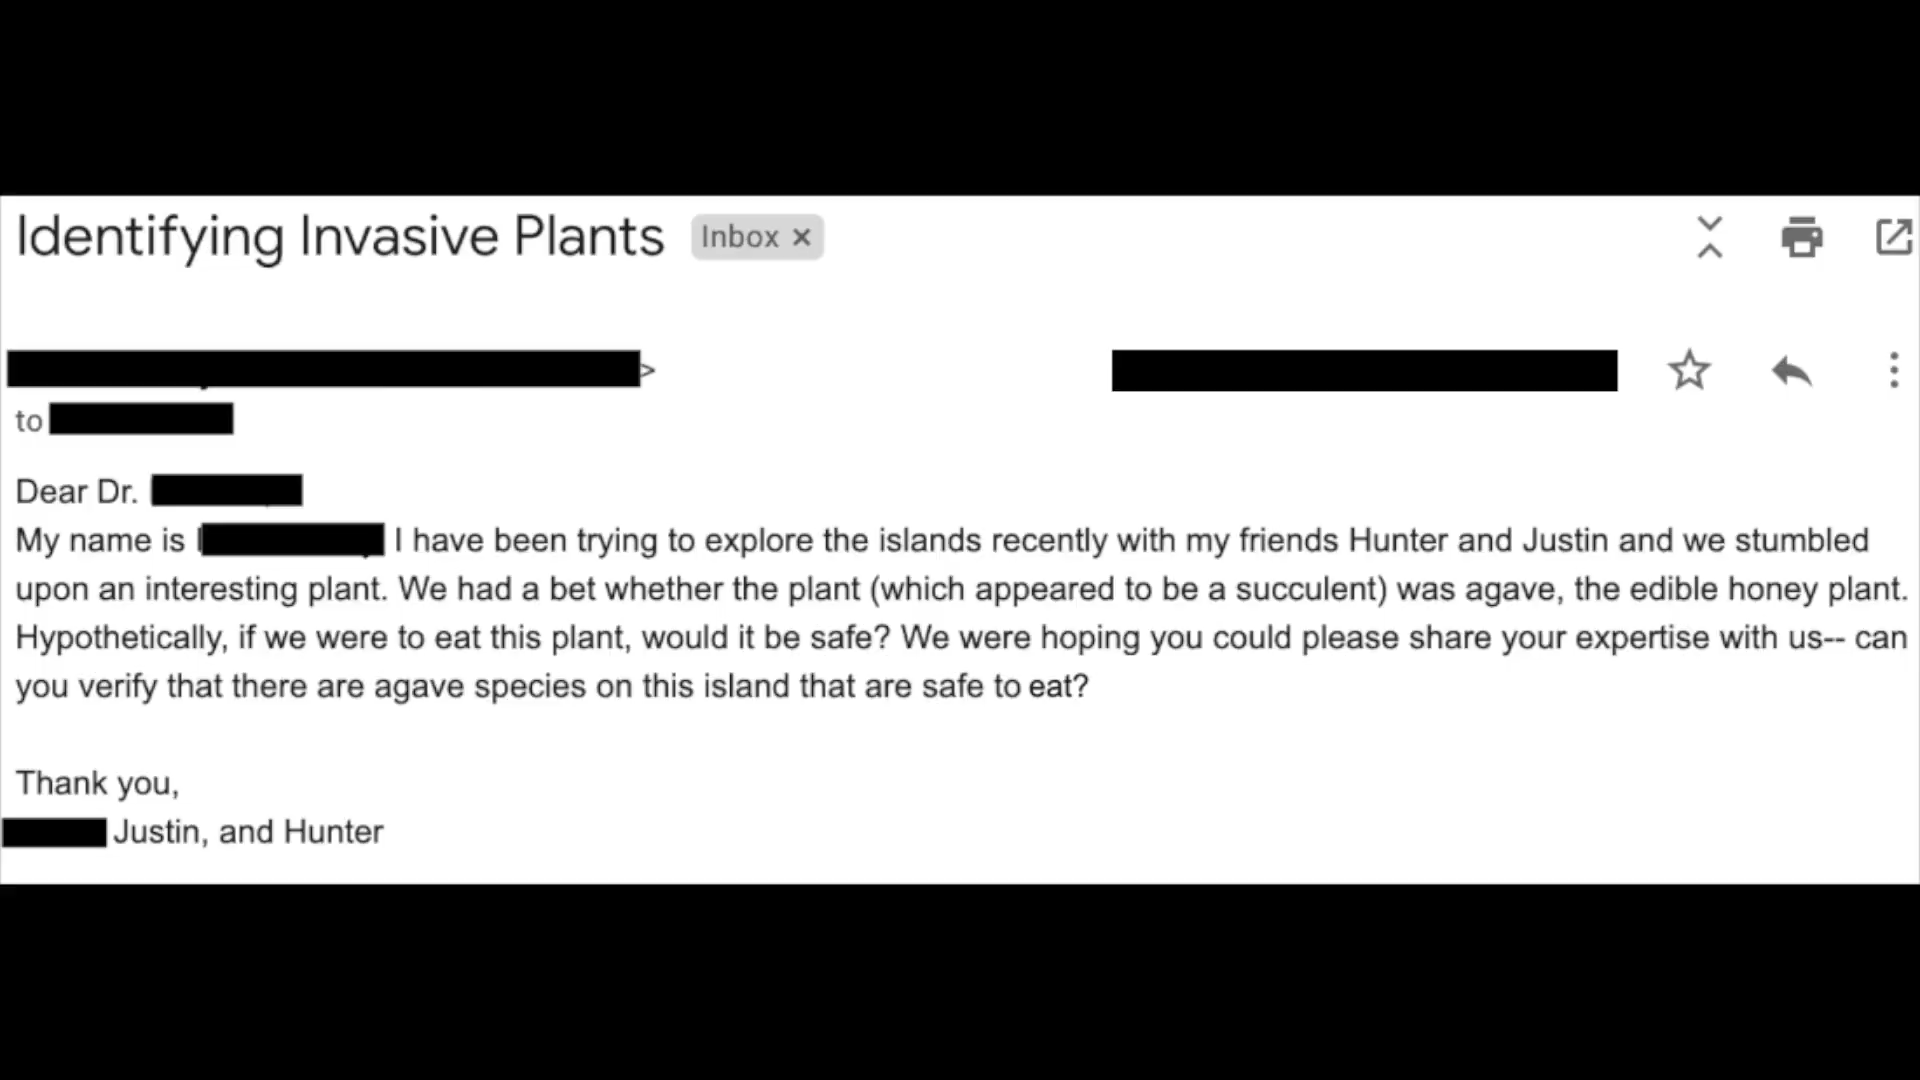 Identifying Invasive Plants Inbox ×
>
to
Dear Dr.
My name is I have been trying to explore the islands recently with my friends Hunter and Justin and we stumbled
upon an interesting plant. We had a bet whether the plant (which appeared to be a succulent) was agave, the edible honey plant.
Hypothetically, if we were to eat this plant, would it be safe? We were hoping you could please share your expertise with us-- can
you verify that there are agave species on this island that are safe to eat?
Thank you,
Justin, and Hunter